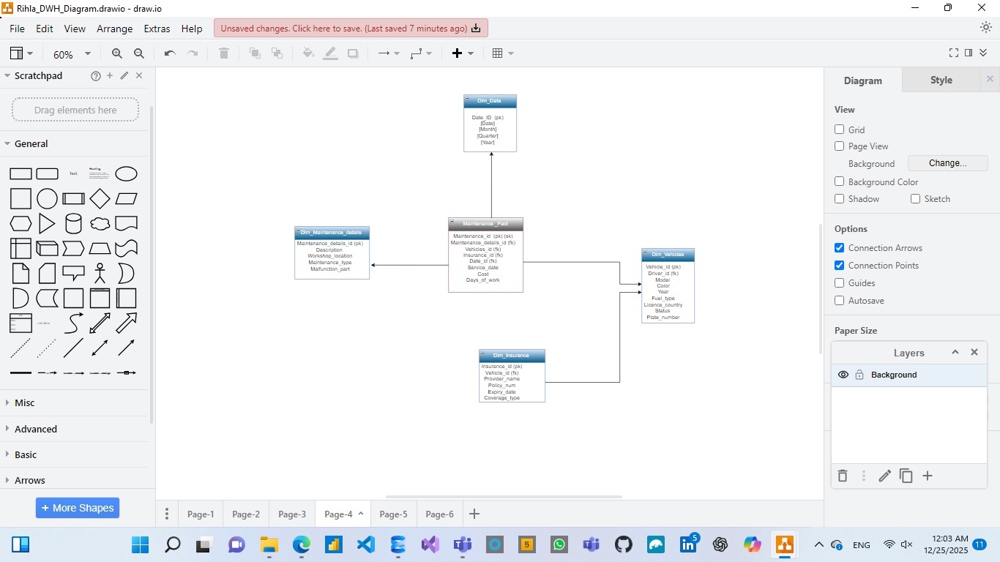 Rihla_DWH_Diagram.drawio - draw.io
File Edit View Arrange Extras Help Unsaved changes. Click here to save. (Last saved 7 minutes ago)
60%
Scratchpad
Drag elements here
General
Text
Heading
List Item
Misc
Advanced
Basic
Arrows
+ More Shapes
Dim_Date
Date_ID (pk)
[Date]
[Month]
[Quarter]
[Year]
Dim_Maintenance_details
Maintenance_details_id (pk)
Description
Workshop_location
Maintenance_type
Malfunction_part
Maintenance _Fact
Maintenance_id (pk) (sk)
Maintenance_details_id (fk)
Vehicles_id (fk)
Insurance_id (fk)
Date_id (fk)
Service_date
Cost
Days_of_work
Dim_Vehicles
Vehicle_id (pk)
Driver_id (fk)
Model
Color
Year
Fuel_type
Licence_country
Status
Plate_number
Dim_Insurance
Insurance_id (pk)
Vehicle_id (fk)
Provider_name
Policy_num
Expiry_date
Coverage_type
Diagram Style
View
Grid
Page View
Background Change...
Background Color
Shadow Sketch
Options
Connection Arrows
Connection Points
Guides
Autosave
Paper Size
Layers
Background
Page-1 Page-2 Page-3 Page-4 Page-5 Page-6
5
5
ENG
12:03 AM
12/25/2025
11